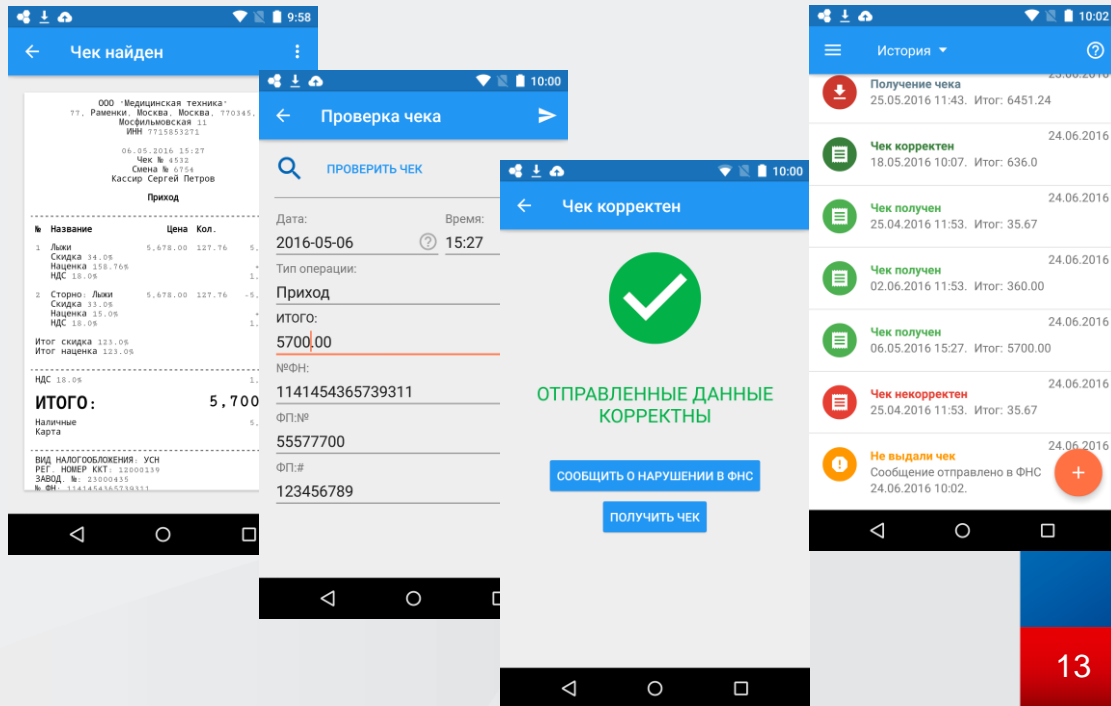 9:58
Чек найден
ООО "Медицинская техника"
77, Раменки, Москва, Москва, 770345,
Мосфильмовская 11
ИНН 7715853271
06.05.2016 15:27
Чек № 4532
Смена № 6754
Кассир Сергей Петров
Приход
№ Название Цена Кол.
1 Лыжи 5,678.00 127.76 5,
Скидка 34.0%
Наценка 158.76%
НДС 18.0% 1,
2 Сторно: Лыжи 5,678.00 127.76 -5,
Скидка 33.0%
Наценка 15.0%
НДС 18.0% 1,
Итог скидка 123.0%
Итог наценка 123.0%
НДС 18.0% 1,
ИТОГО: 5,700
Наличные 5,
Карта
ВИД НАЛОГООБЛОЖЕНИЯ: УСН
РЕГ. НОМЕР ККТ: 12000139
ЗАВОД. №: 23000435
№ ФН: 1141454365739311
10:00
Проверка чека
ПРОВЕРИТЬ ЧЕК
Дата: Время:
2016-05-06 15:27
Тип операции:
Приход
ИТОГО:
5700.00
№ФН:
1141454365739311
ФП:№
55577700
ФП:#
123456789
10:00
Чек корректен
ОТПРАВЛЕННЫЕ ДАННЫЕ
КОРРЕКТНЫ
СООБЩИТЬ О НАРУШЕНИИ В ФНС
ПОЛУЧИТЬ ЧЕК
10:02
История
Получение чека
25.05.2016 11:43. Итог: 6451.24
24.06.2016
Чек корректен
18.05.2016 10:07. Итог: 636.0
24.06.2016
Чек получен
25.04.2016 11:53. Итог: 35.67
24.06.2016
Чек получен
02.06.2016 11:53. Итог: 360.00
24.06.2016
Чек получен
06.05.2016 15:27. Итог: 5700.00
24.06.2016
Чек некорректен
25.04.2016 11:53. Итог: 35.67
24.06.2016
Не выдали чек
Сообщение отправлено в ФНС
24.06.2016 10:02.
13